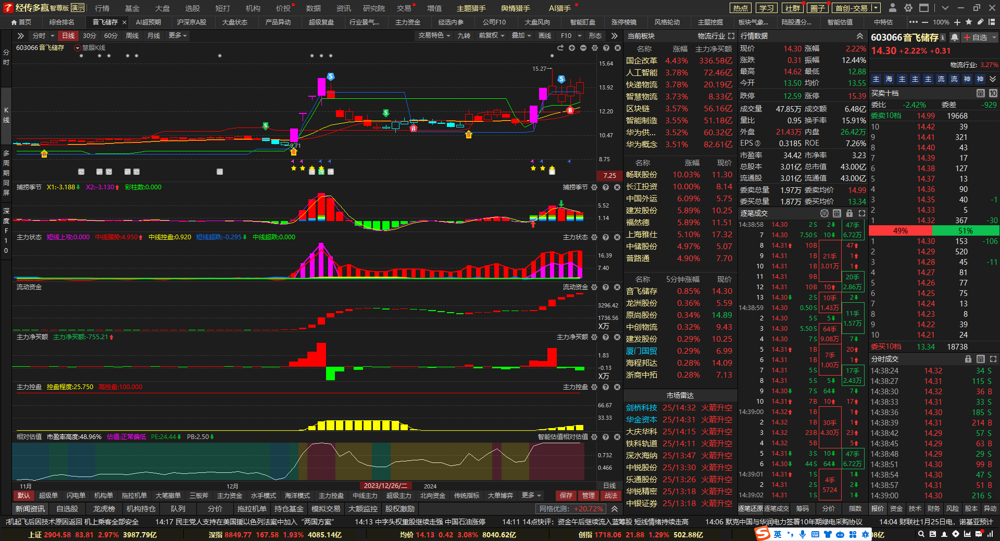 经传多赢 智尊版 演示 行情 基金 大盘 选股 短打 机构 价投 数据 资讯 研究院 交易 增值 主题猎手 舆情猎手 AI猎手 热点 学习 社群 圈子 首创-交易
首页 综合排名 音飞储存 × AI超预期 沪深京A股 大盘状态 产品异动 超级复盘 行业景气... 主力资金 经选内参 公司F10 大盘风向 智能盯盘 涨停棱镜 风格轮动 主题挖掘 板块气象... 陆股通分... 智能估值 中特估 ••• 100%
分时 日线 30分 60分 周线 月线 更多 交易特色 九转 前复权 叠加 画线 F10 形态
分时
K线
多周期同屏
深度F10
603066 音飞储存 慧眼K线
15.27
9.71
15.64
13.92
12.20
10.47
8.75
7.25
捕捞季节 X1:-3.188 X2:-3.130 彩柱数:0.000 捕捞季节
5.52
1.14
主力状态 短线上攻:0.000 中线强势:4.950 中线控盘:0.920 短线超跌:-0.295 中线超跌:0.000 主力状态
16.39
7.40
流动资金 流动资金
3296.42
1736.56
X万
主力净买额 主力净买额:-755.21 主力净买额
1.83
-0.13
X万
主力控盘 控盘程度:25.750 高控盘:100.000 主力控盘
66.67
33.33
相对估值 市盈率高度:48.96% 估值:正常偏低 PE:24.44 PB:2.50 智能估值相对估值
0.732
0.466
11月 12月 2023/12/26/二 2024 日线
默认 超级单 闪电单 机构单 拖拉机单 大笔撤单 三板斧 主力资金 水手模式 海洋模式 主力控盘 中线主力 超级主力 北向资金 传统指标 大单博弈 更多 保存 管理 战法
新闻资讯 自选股 龙虎榜 机构持仓 队列 分价 拖拉机单 持仓基金 模拟交易 大额监控 股权激励 网格优测: +20.72%
当前板块 物流行业
名称 涨幅 主力净买额
国企改革 4.43% 336.58亿
人工智能 3.78% 72.46亿
快递物流 3.78% 20.19亿
智慧物流 3.73% 8.33亿
区块链 3.57% 56.16亿
智能制造 3.55% 51.18亿
华为供... 3.52% 60.32亿
华为概念 3.51% 82.61亿
名称 涨幅 现价
畅联股份 10.03% 11.30
长江投资 10.00% 8.14
中国外运 6.09% 5.75
建发股份 5.89% 10.25
福然德 5.89% 11.51
上海雅仕 5.10% 17.32
中储股份 4.97% 5.07
普路通 4.90% 7.70
名称 5分钟涨幅 现价
音飞储存 0.85% 14.30
龙洲股份 0.36% 5.59
原尚股份 0.34% 14.89
中创物流 0.32% 9.43
建发股份 0.29% 10.25
厦门国贸 0.29% 6.99
海程邦达 0.28% 14.09
浙商中拓 0.28% 7.13
市场雷达
剑桥科技 25/14:32 火箭升空
华金资本 25/14:31 火箭升空
大庆华科 25/14:15 火箭升空
铁科轨道 25/14:11 火箭升空
深水海纳 25/13:47 火箭升空
中锐股份 25/13:30 火箭升空
乐通股份 25/13:26 火箭升空
华锐精密 25/13:18 火箭升空
中银证券 25/13:18 火箭升空
行情数据
现价 14.30 涨幅 2.22%
涨跌 0.31 振幅 12.44%
最高 14.62 最低 12.88
今开 13.50 均价 13.55
跌停 12.59 涨停 15.39
成交量 47.85万 成交额 6.48亿
量比 0.95 换手率 15.91%
外盘 21.43万 内盘 26.42万
EPS③ 0.3185 ROE 7.26%
市盈率 34.42 市净率 3.23
总股本 3.01亿 总市值 43.00亿
流通股 3.01亿 流通值 43.00亿
委卖总量 1.97万 委卖均价 14.99
委买总量 1.87万 委买均价 13.34
逐笔成交
14:38:58 14.30 2 S 2 47手
7 14.30 7.50 S 10 6.72万
8 14.31 10 B 47
9 14.31 1 B 21手 1
10 14.31 1 B 3.01万 1
11 14.31 9 B 20手
12 14.31 10 B 10 2.86万
13 14.30 2 S 10手 2
14:38:59 14.30 0.50 S 1.43万 11手
2 14.30 5 S 5 1.57万
3 14.30 5.50 S 64手
4 14.30 7 S 9.08万 7
5 14.31 1 B 7手 20
6 14.31 1 B 1.00万 1
7 14.31 5 S 17手
8 14.31 5 S 5 2.43万
9 14.30 7 S 64 7
10 14.31 7 B 10 17
14:39:00 14.32 1 B 1
2 14.32 1 B 30手 1
3 14.32 23 B 4.30万 23
4 14.32 5 B 5
5 14.31 3 S 10 47手
6 14.30 44 S 64 6.72万
14:39:01 14.31 1 S 4手 1
2 14.31 2 S 5724 2
14:39:02 14.31 1 S 1
逐笔还原 逐笔成交 筹码 分价 指数
603066 音飞储存 自选
14.30 +2.22% +0.31
物流行业: 3.27%
主 海 主 主 主 流 流 神 神
买卖十档 量 10
委比 -2.42% 委差 -929
委卖10档 14.99 19668
10 14.42 39
9 14.41 321
8 14.40 43
7 14.39 17
6 14.38 127
5 14.37 13
4 14.36 90
3 14.35 40 -1
2 14.33 5
1 14.32 367 -30
49% 51%
1 14.30 153 -106
2 14.29 520
3 14.28 45 -11
4 14.27 81
5 14.26 77
6 14.25 75
7 14.24 13
8 14.23 8
9 14.22 39
10 14.21 24
委买10档 13.34 18738
分时成交
14:38:24 14.32 34 S
14:38:27 14.31 115 S
14:38:30 14.32 36 B
14:38:33 14.31 33 S
14:38:36 14.30 185 S
14:38:39 14.31 214 B
14:38:42 14.29 57 S
14:38:45 14.29 63 B
14:38:48 14.29 29 S
14:38:51 14.30 99 B
14:38:54 14.30 47 S
14:38:57 14.31 51 B
14:39:00 14.30 216 S
报价 资金 技术 财务 风险 股本 异动
机起飞后因技术原因返回 机上乘客全部安全 14:17 民主党人支持在美国援以色列法案中加入“两国方案” 14:13 中字头权重股继续走强 中国石油涨停 14:11 14点快评：资金午后继续流入蓝筹股 短线情绪持续走高 14:06 默克中国与华润电力签署10年期绿电采购协议 14:04 财联社1月25日电，诺基亚预计
上证 2904.58 83.81 2.97% 3987.79亿 深指 8849.77 167.58 1.93% 4085.14亿 均价 14.13 0.42 3.08% 8040.62亿 创指 1718.06 21.88 1.29% 502.88亿 英 8亿